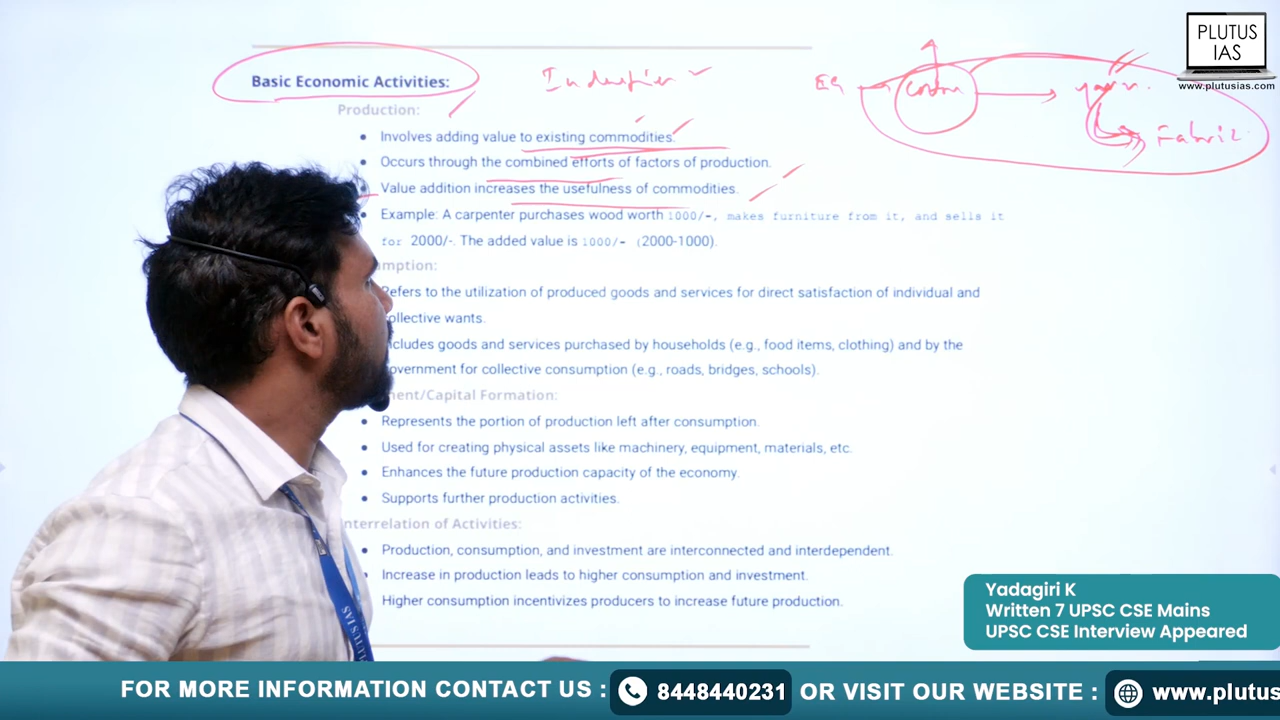 PLUTUS
IAS
www.plutusias.com
Basic Economic Activities:
Eg
yarn.
Fabric
Production:
Involves adding value to existing commodities.
Occurs through the combined efforts of factors of production.
Value addition increases the usefulness of commodities.
Example: A carpenter purchases wood worth 1000/-, makes furniture from it, and sells it
for 2000/-. The added value is 1000/- (2000-1000).
mption:
Refers to the utilization of produced goods and services for direct satisfaction of individual and
ollective wants.
cludes goods and services purchased by households (e.g., food items, clothing) and by the
overnment for collective consumption (e.g., roads, bridges, schools).
ment/Capital Formation:
Represents the portion of production left after consumption.
Used for creating physical assets like machinery, equipment, materials, etc.
Enhances the future production capacity of the economy.
Supports further production activities.
nterrelation of Activities:
Production, consumption, and investment are interconnected and interdependent.
Increase in production leads to higher consumption and investment.
Higher consumption incentivizes producers to increase future production.
Yadagiri K
Written 7 UPSC CSE Mains
UPSC CSE Interview Appeared
PLUTUS IAS
FOR MORE INFORMATION CONTACT US : 8448440231 OR VISIT OUR WEBSITE : www.plutus